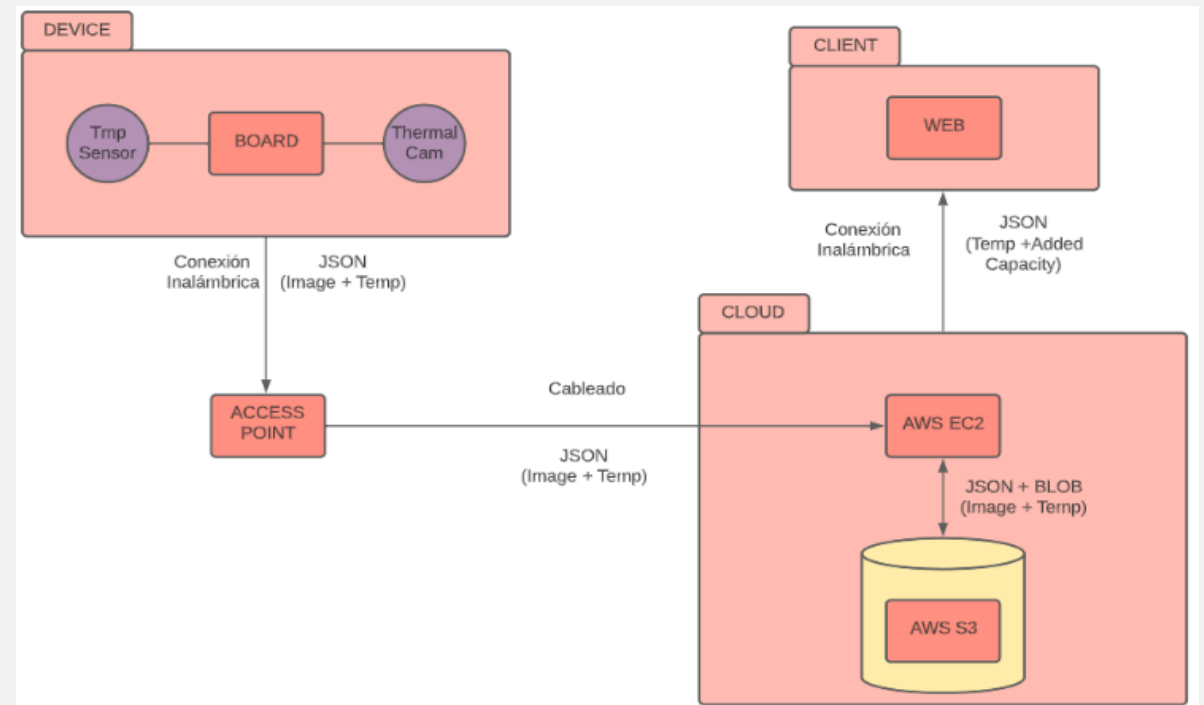 DEVICE
Tmp
Sensor
BOARD
Thermal
Cam
CLIENT
WEB
Conexión
Inalámbrica
JSON
(Image + Temp)
Conexión
Inalámbrica
JSON
(Temp +Added
Capacity)
CLOUD
ACCESS
POINT
Cableado
JSON
(Image + Temp)
AWS EC2
JSON + BLOB
(Image + Temp)
AWS S3